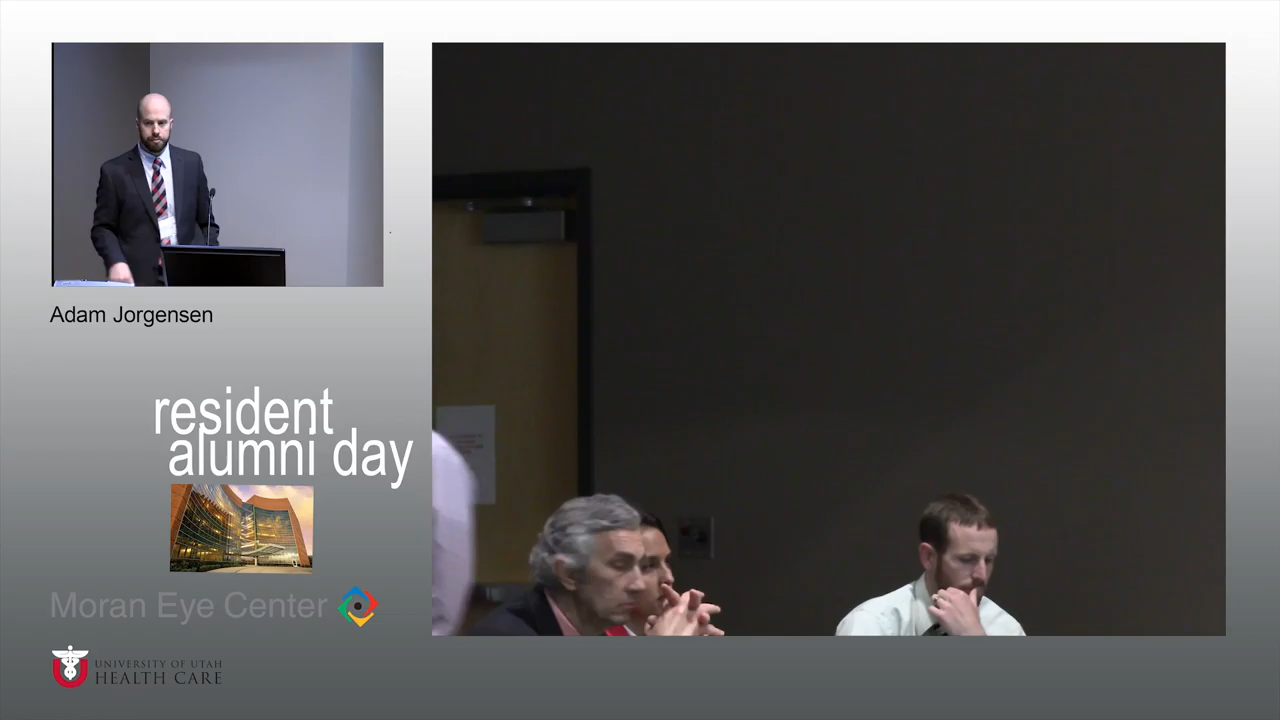 Adam Jorgensen
resident
alumni day
Moran Eye Center
UNIVERSITY OF UTAH
HEALTH CARE